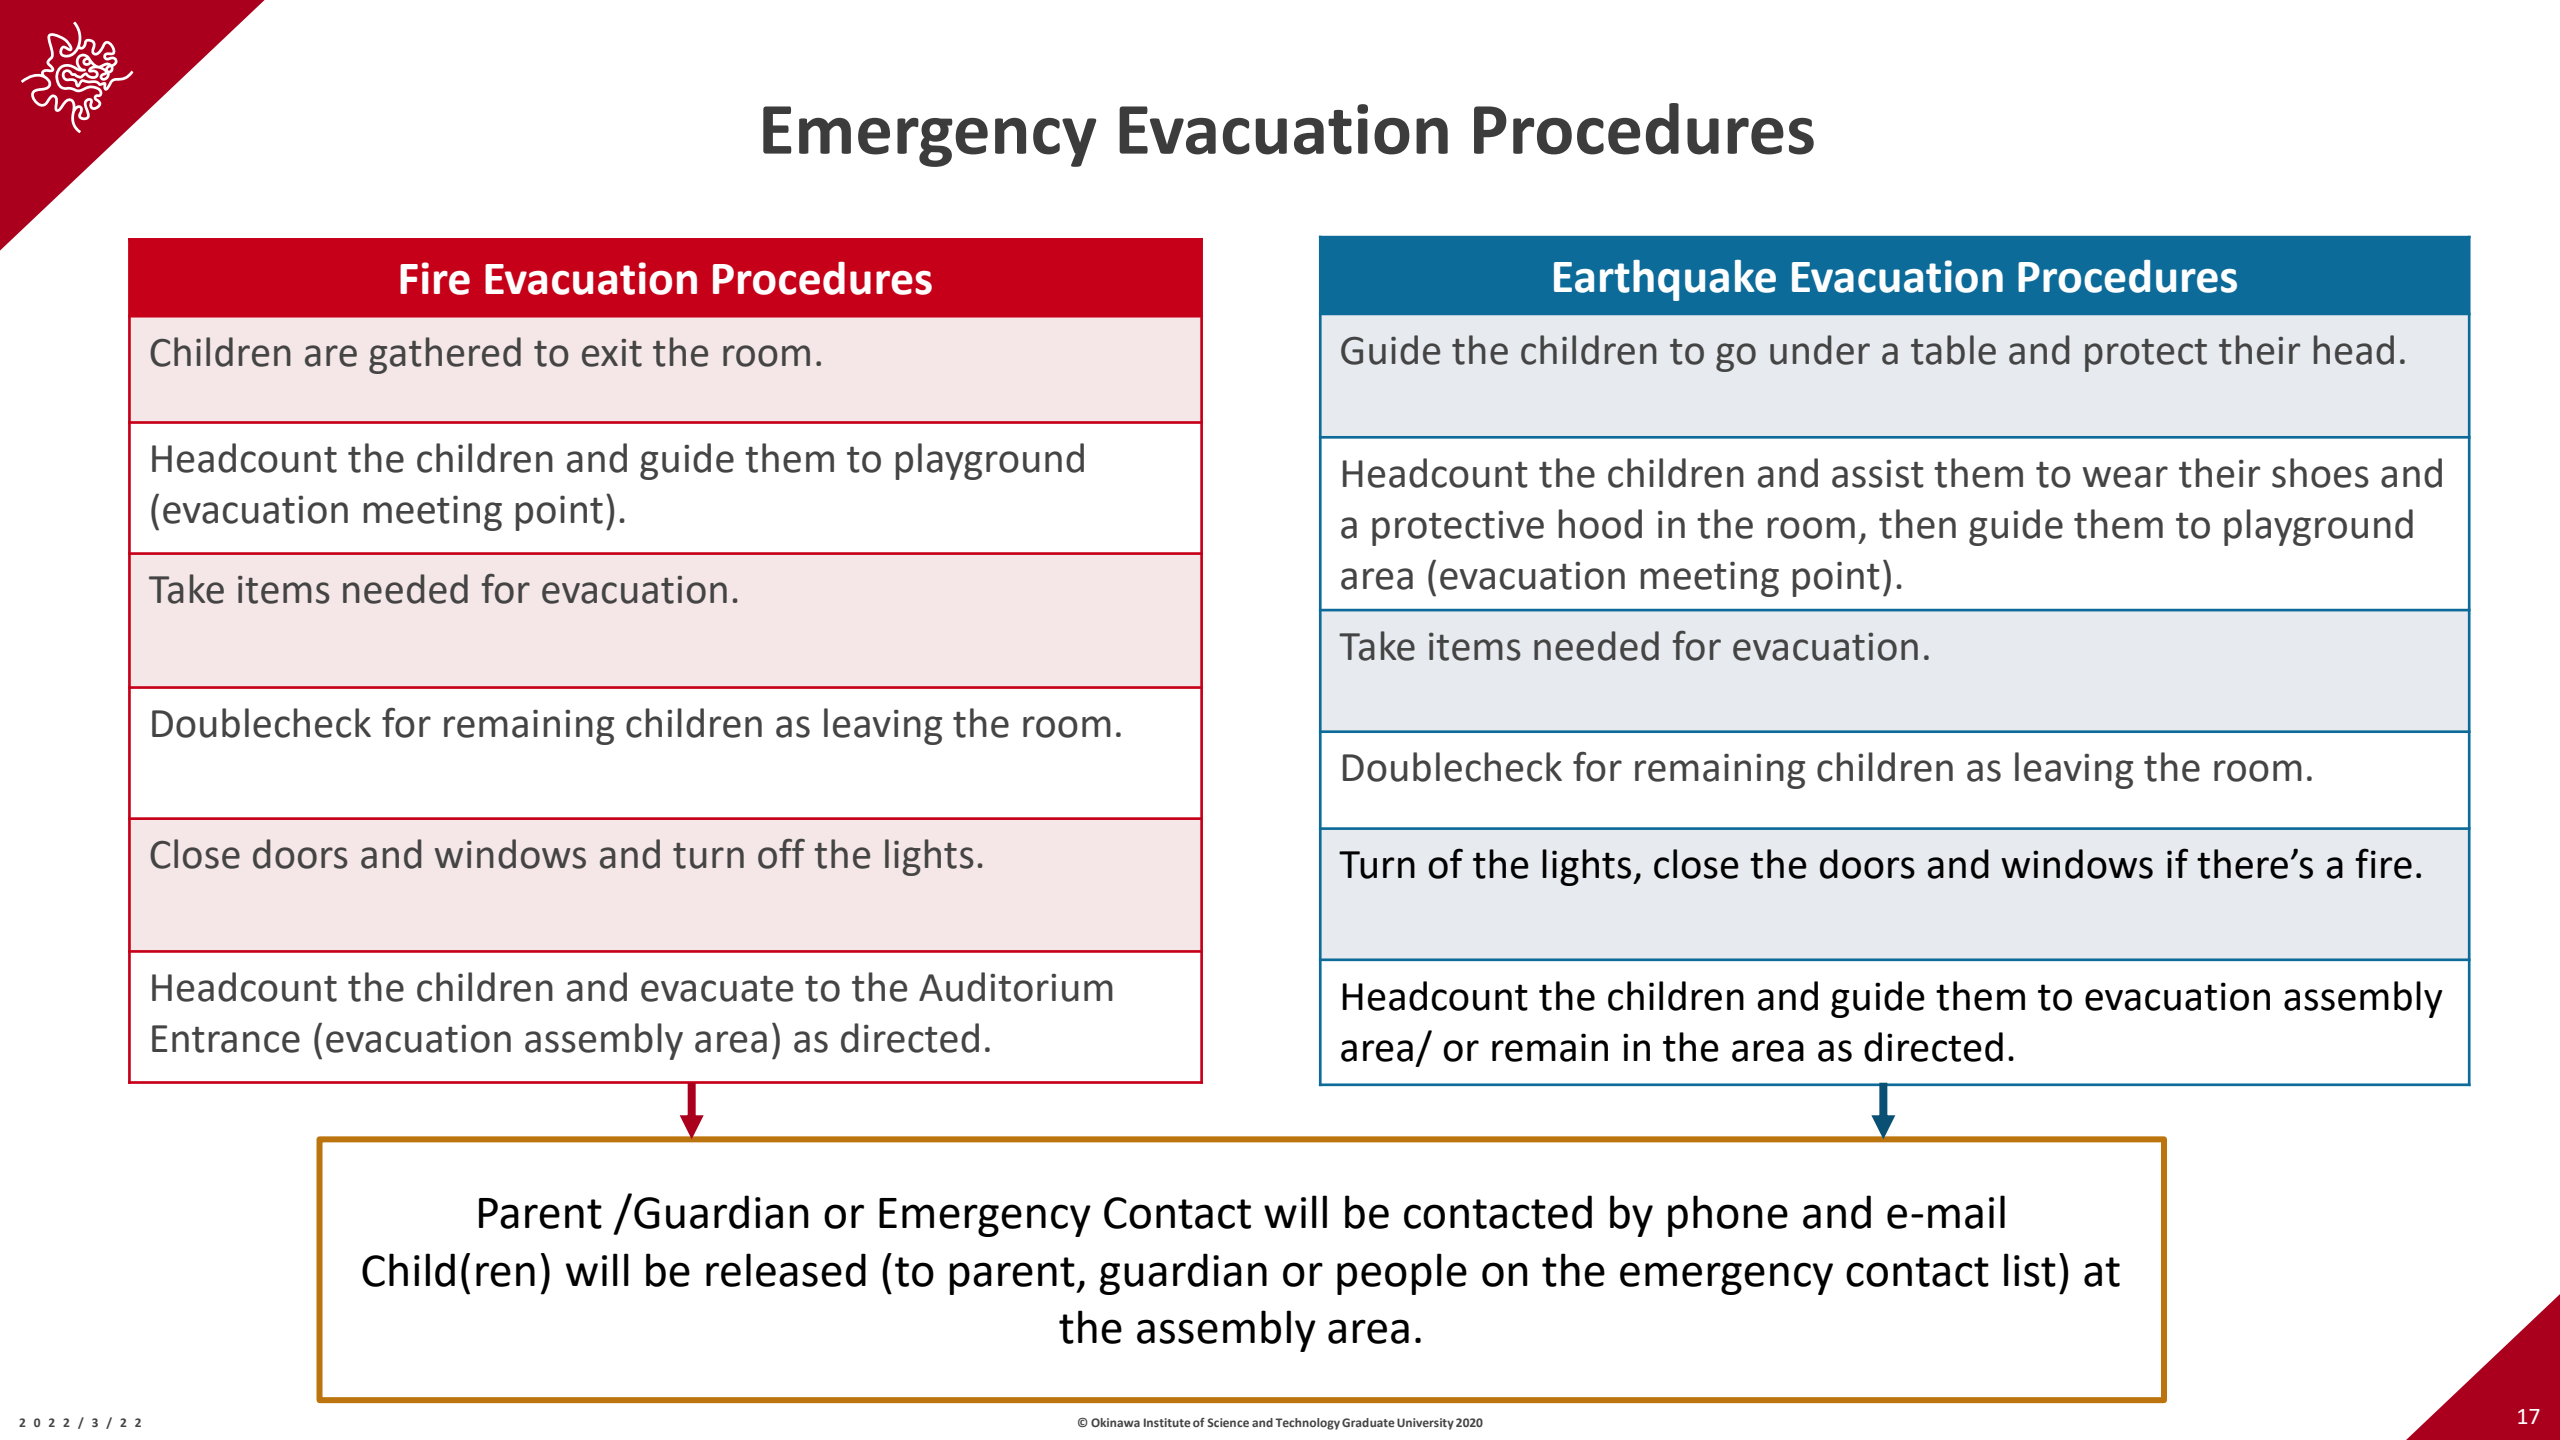 Emergency Evacuation Procedures
Fire Evacuation Procedures
Children are gathered to exit the room.
Headcount the children and guide them to playground
(evacuation meeting point).
Take items needed for evacuation.
Doublecheck for remaining children as leaving the room.
Close doors and windows and turn off the lights.
Headcount the children and evacuate to the Auditorium
Entrance (evacuation assembly area) as directed.
Earthquake Evacuation Procedures
Guide the children to go under a table and protect their head.
Headcount the children and assist them to wear their shoes and
a protective hood in the room, then guide them to playground
area (evacuation meeting point).
Take items needed for evacuation.
Doublecheck for remaining children as leaving the room.
Turn of the lights, close the doors and windows if there’s a fire.
Headcount the children and guide them to evacuation assembly
area/ or remain in the area as directed.
Parent /Guardian or Emergency Contact will be contacted by phone and e-mail
Child(ren) will be released (to parent, guardian or people on the emergency contact list) at
the assembly area.
2022/3/22
© Okinawa Institute of Science and Technology Graduate University 2020
17